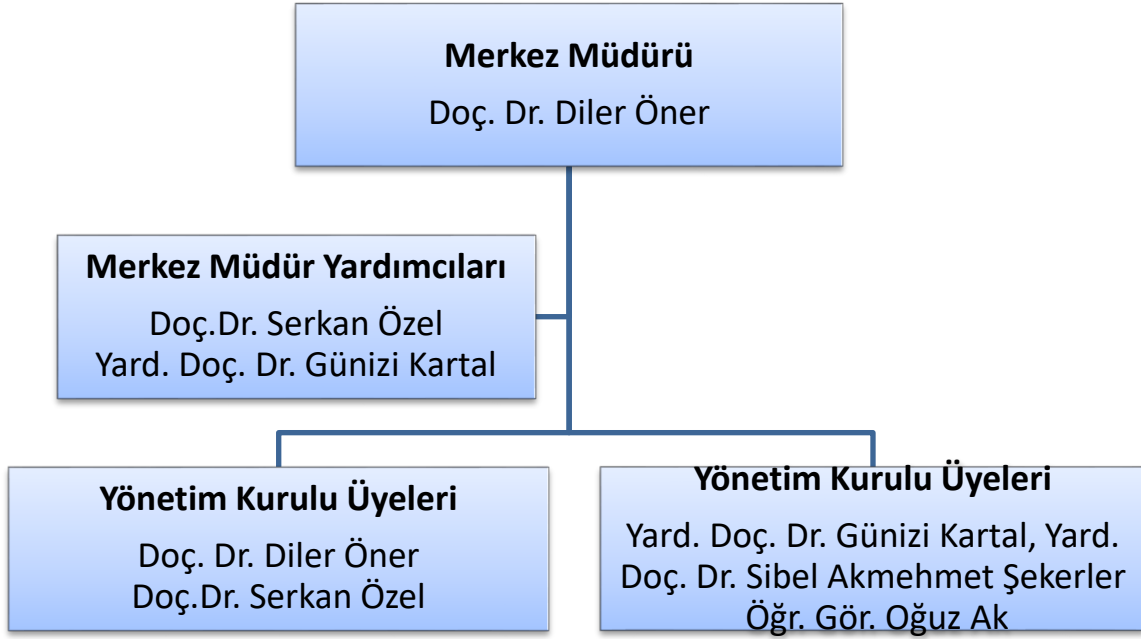 Merkez Müdürü
Doç. Dr. Diler Öner
Merkez Müdür Yardımcıları
Doç.Dr. Serkan Özel
Yard. Doç. Dr. Günizi Kartal
Yönetim Kurulu Üyeleri
Doç. Dr. Diler Öner
Doç.Dr. Serkan Özel
Yönetim Kurulu Üyeleri
Yard. Doç. Dr. Günizi Kartal, Yard.
Doç. Dr. Sibel Akmehmet Şekerler
Öğr. Gör. Oğuz Ak